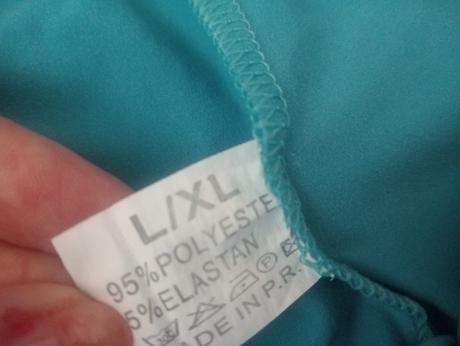 L/XL
95%POLYESTE
5%ELASTAN
P
ADE IN P.R.